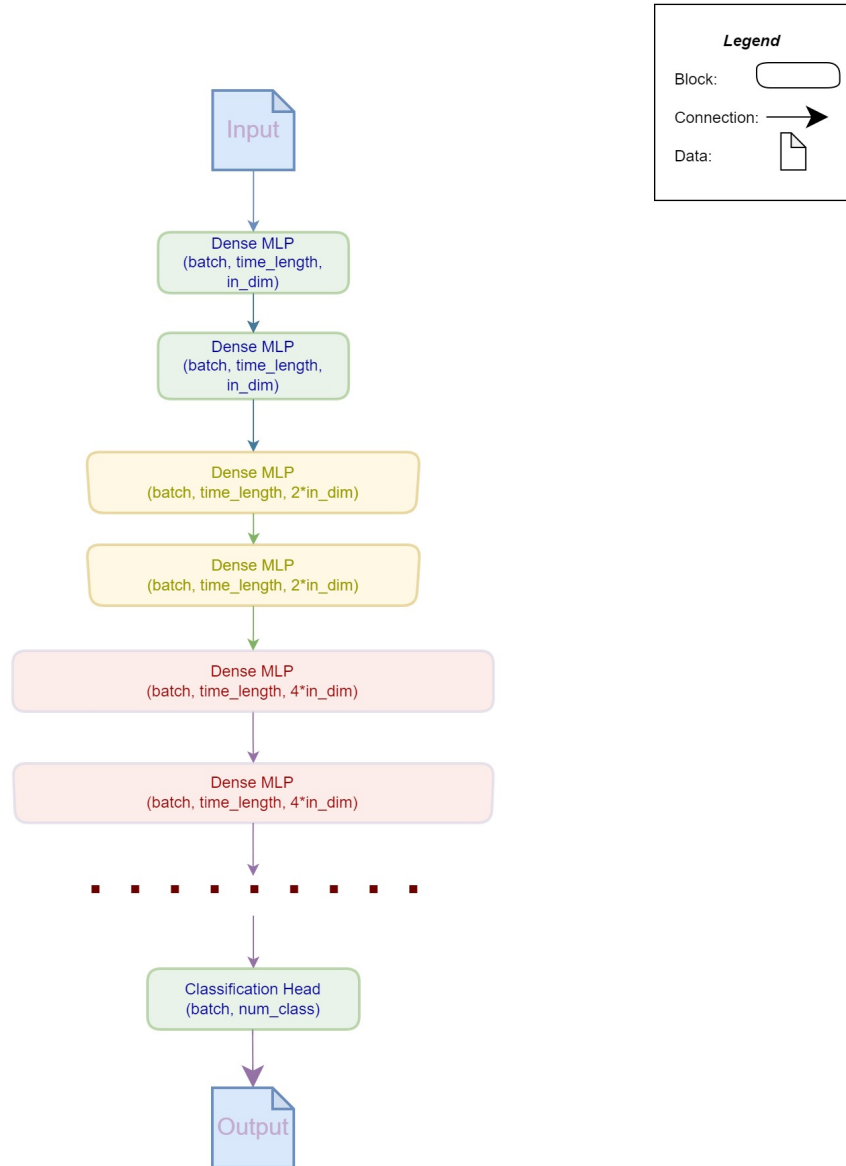 Legend
Block:
Connection:
Data:
Input
Dense MLP
(batch, time_length,
in_dim)
Dense MLP
(batch, time_length,
in_dim)
Dense MLP
(batch, time_length, 2*in_dim)
Dense MLP
(batch, time_length, 2*in_dim)
Dense MLP
(batch, time_length, 4*in_dim)
Dense MLP
(batch, time_length, 4*in_dim)
Classification Head
(batch, num_class)
Output